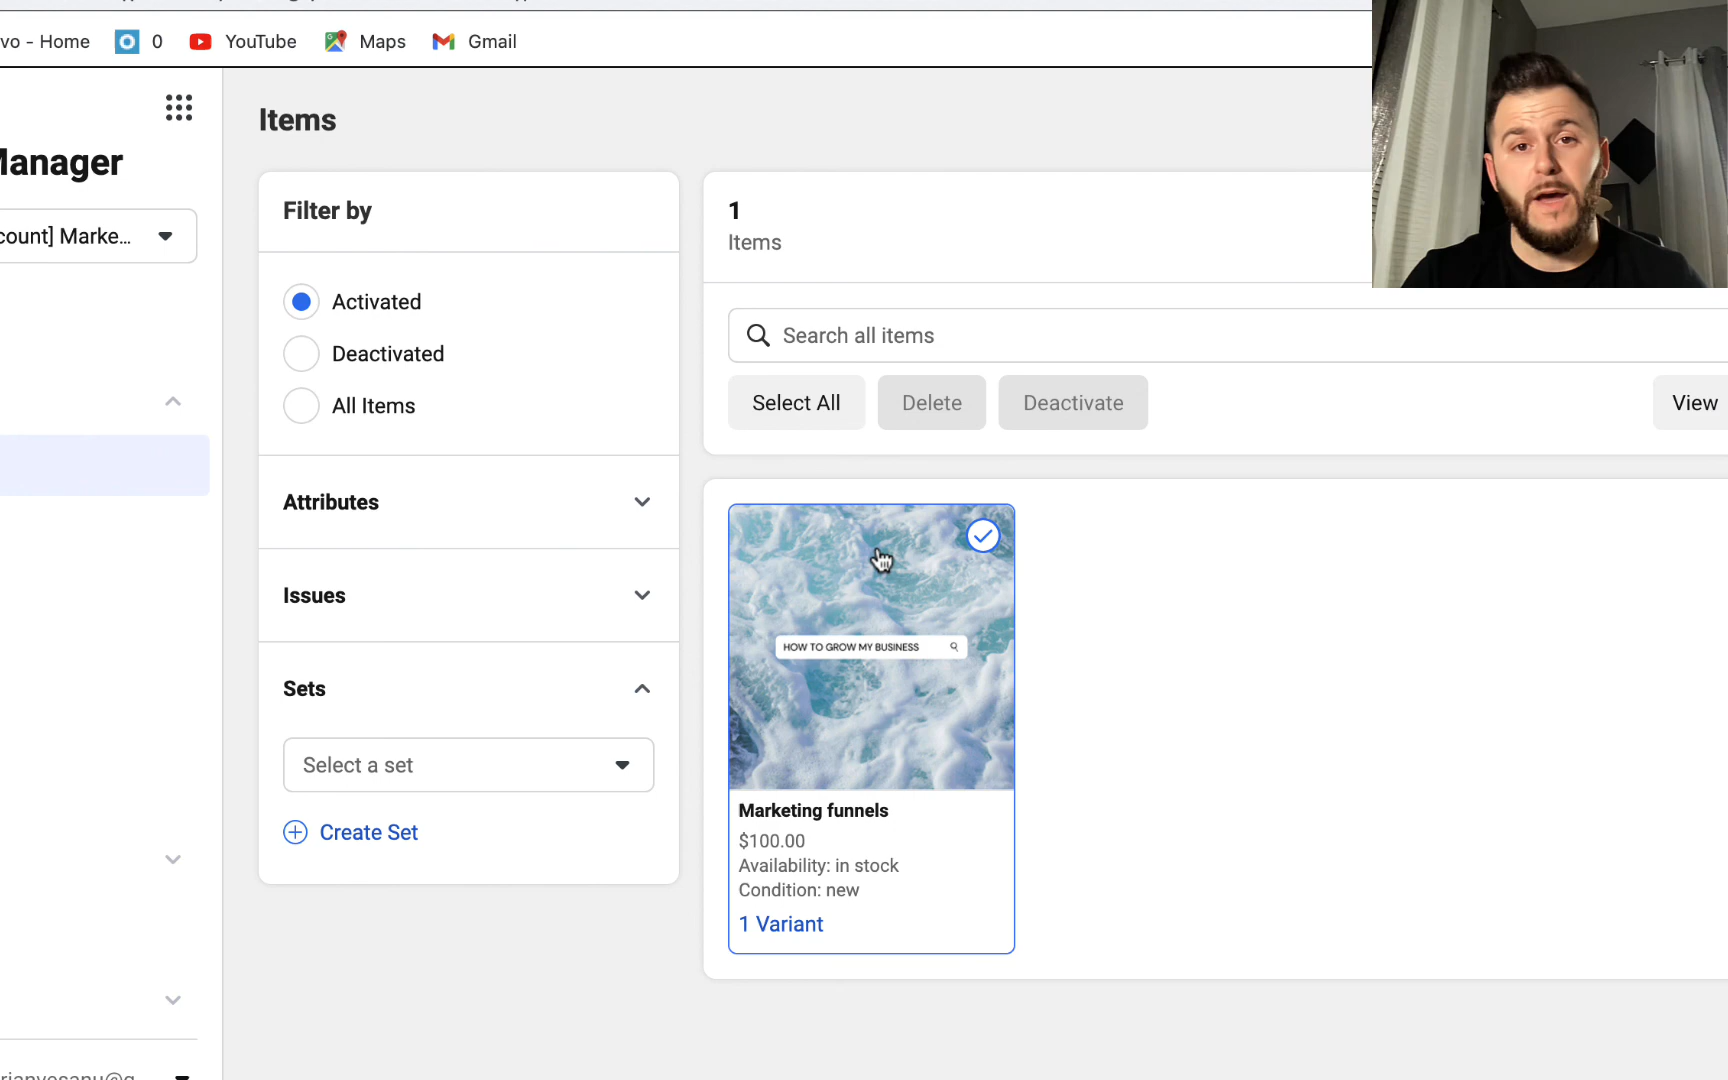 vo - Home
0
YouTube
Maps
Gmail
Manager
count] Marke...
Items
Filter by
Activated
Deactivated
All Items
Attributes
Issues
Sets
Select a set
Create Set
1
Items
Search all items
Select All
Delete
Deactivate
View
HOW TO GROW MY BUSINESS
Marketing funnels
$100.00
Availability: in stock
Condition: new
1 Variant